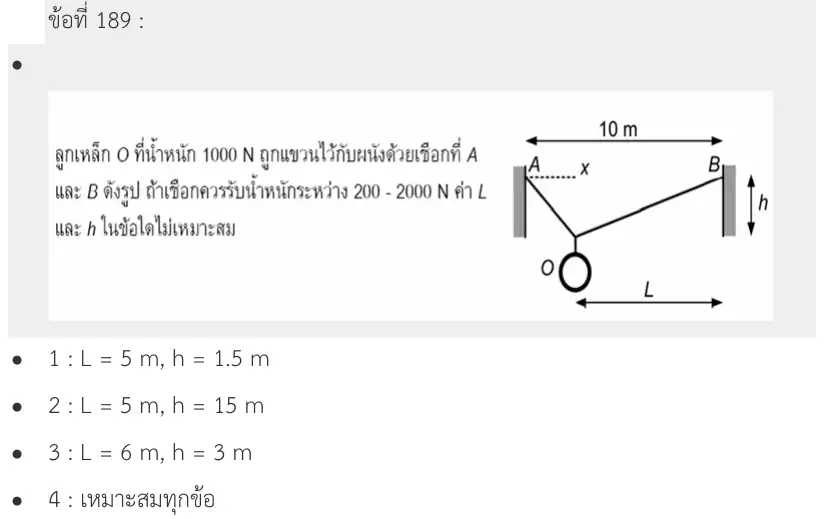 ข้อที่ 189 :
ลูกเหล็ก O ที่น้ำหนัก 1000 N ถูกแขวนไว้กับผนังด้วยเชือกที่ A
และ B ดังรูป ถ้าเชือกควรรับน้ำหนักระหว่าง 200 - 2000 N ค่า L
และ h ในข้อใดไม่เหมาะสม
10 m
A
x
B
h
O
L
1 : L = 5 m, h = 1.5 m
2 : L = 5 m, h = 15 m
3 : L = 6 m, h = 3 m
4 : เหมาะสมทุกข้อ